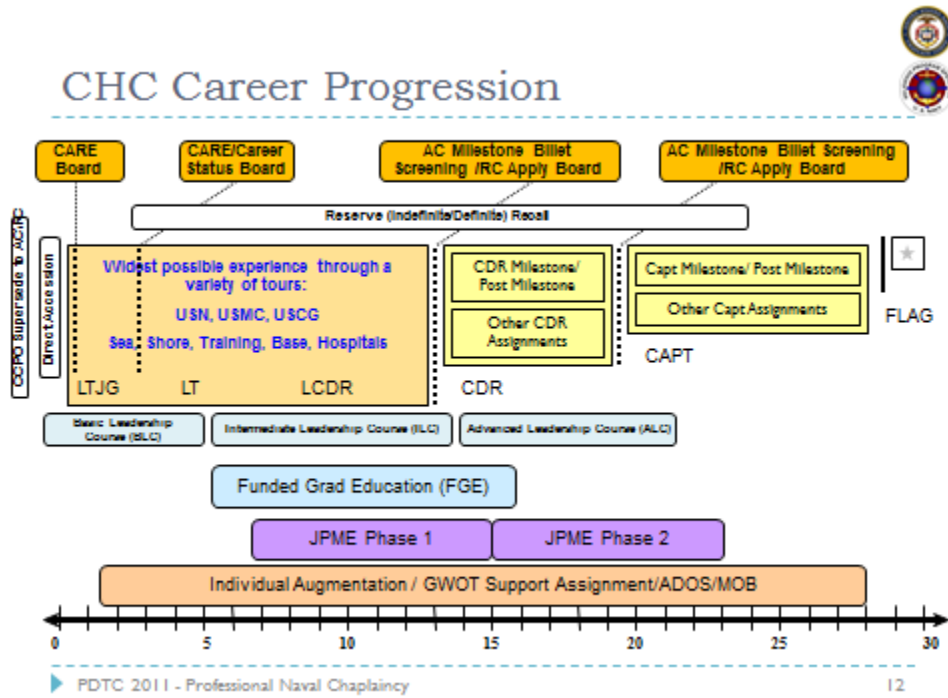 CHC Career Progression
CARE
Board
CARE/Career
Status Board
AC Milestone Billet
Screening /RC Apply Board
AC Milestone Billet Screening
/RC Apply Board
Reserve (Indefinite/Definite) Recall
CCPO Supersede to AC/RC
Direct Accession
Widest possible experience through a
variety of tours:
USN, USMC, USCG
Sea, Shore, Training, Base, Hospitals
LTJG LT LCDR
CDR Milestone/
Post Milestone
Other CDR
Assignments
CDR
Capt Milestone/ Post Milestone
Other Capt Assignments
CAPT
FLAG
Basic Leadership
Course (BLC)
Intermediate Leadership Course (ILC)
Advanced Leadership Course (ALC)
Funded Grad Education (FGE)
JPME Phase 1
JPME Phase 2
Individual Augmentation / GWOT Support Assignment/ADOS/MOB
0 5 10 15 20 25 30
PDTC 2011 - Professional Naval Chaplaincy
12